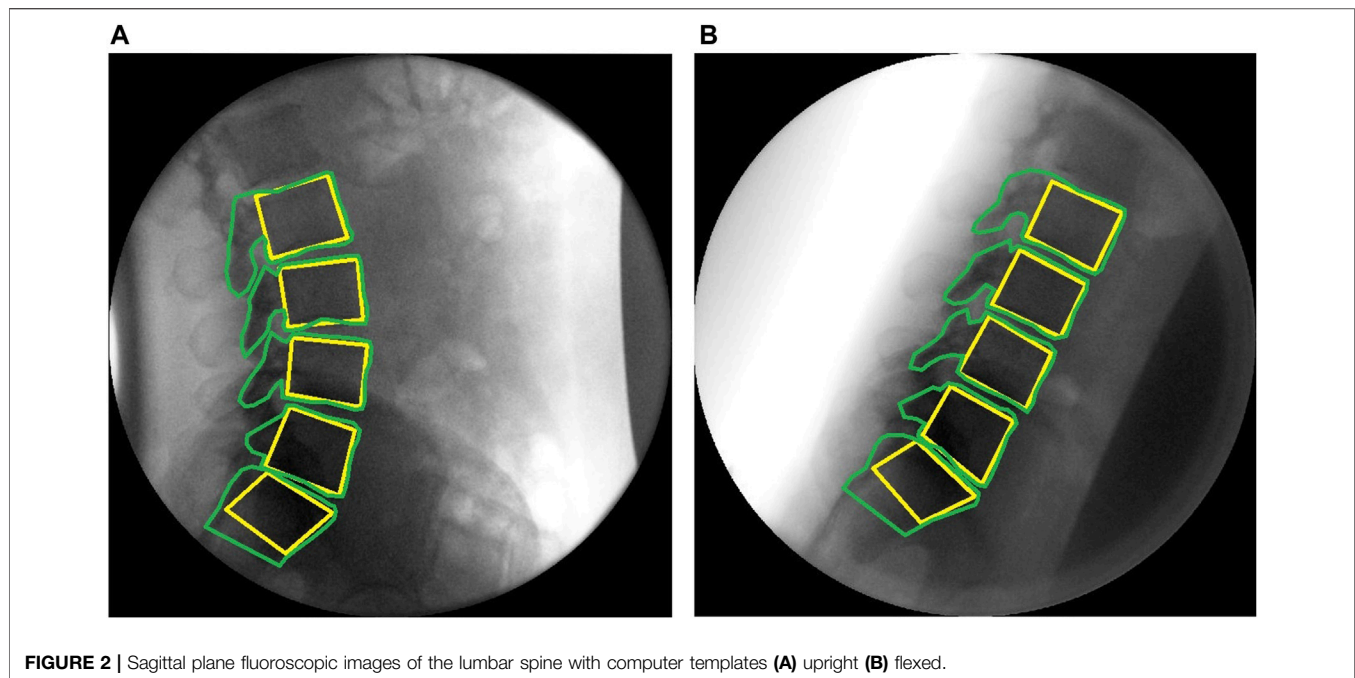 A
B
FIGURE 2 | Sagittal plane fluoroscopic images of the lumbar spine with computer templates (A) upright (B) flexed.